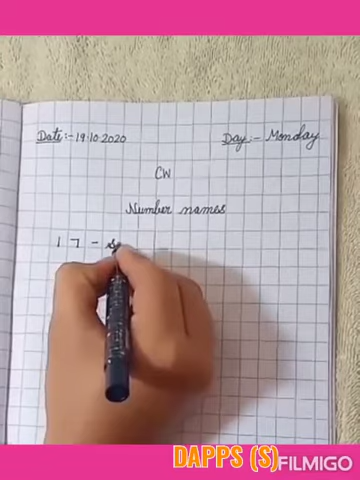 Date:- 19.10.2020 Day:- Monday
CW
Number names
17 - s
DAPPS (S)
FILMIGO